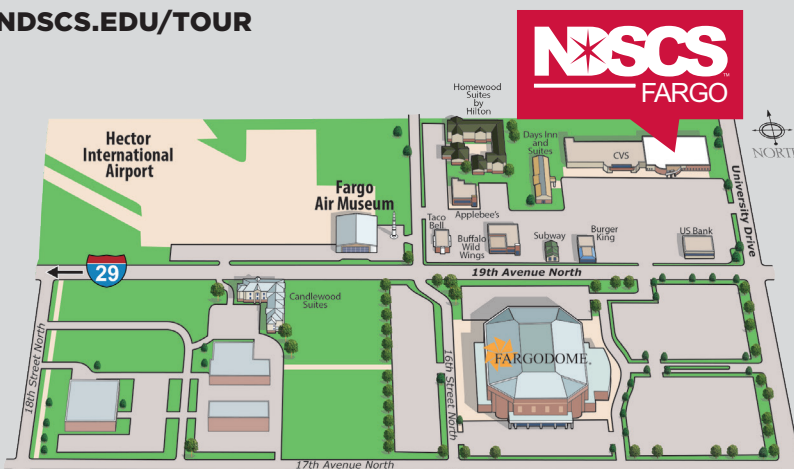 NDSCS.EDU/TOUR
NDSCS
™
FARGO
Homewood
Suites
by
Hilton
Hector
International
Airport
Days Inn
and
Suites
CVS
NORTH
University Drive
Fargo
Air Museum
Taco
Bell
Applebee's
Buffalo
Wild
Wings
Subway
Burger
King
US Bank
29
19th Avenue North
Candlewood
Suites
18th Street North
16th Street North
FARGODOME
17th Avenue North